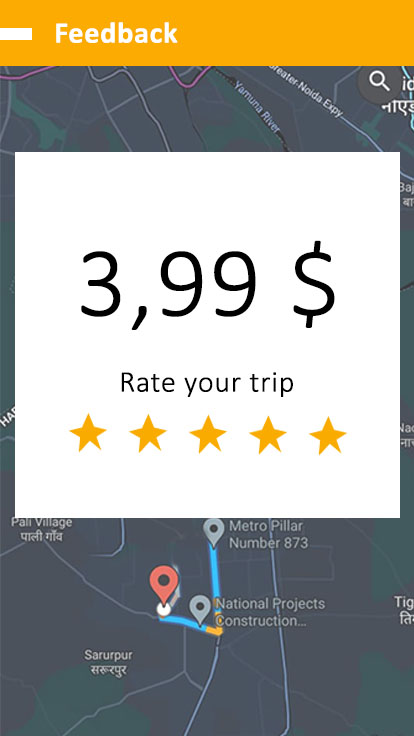 Feedback
Greater-Noida Expy
Yamuna River
3,99 $
Rate your trip
Pali Village
पाली गाँव
Metro Pillar
Number 873
National Projects
Construction...
Sarurpur
सरूरपुर